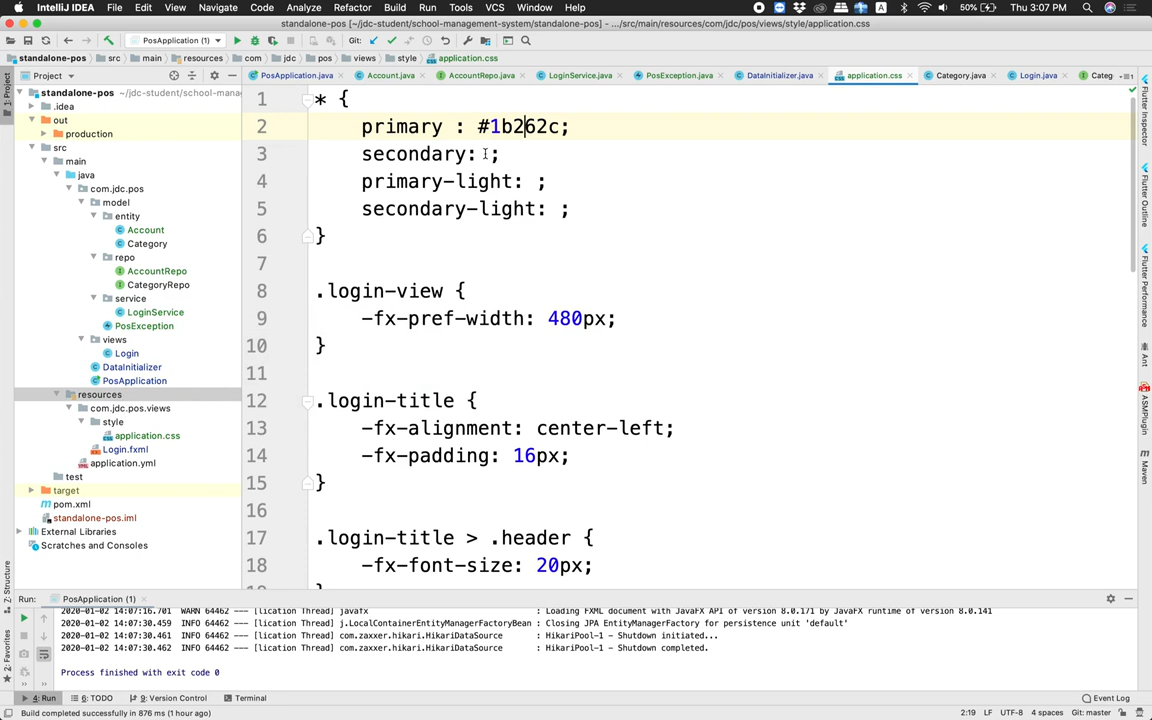 IntelliJ IDEA File Edit View Navigate Code Analyze Refactor Build Run Tools VCS Window Help 50% Thu 3:07 PM
standalone-pos [~/jdc-student/school-management-system/standalone-pos] - .../src/main/resources/com/jdc/pos/views/style/application.css
PosApplication (1) Git:
standalone-pos src main resources com jdc pos views style application.css
Project PosApplication.java Account.java AccountRepo.java LoginService.java PosException.java DataInitializer.java application.css Category.java Login.java Categ
standalone-pos ~/jdc-student/school-mana
.idea
out
production
src
main
java
com.jdc.pos
model
entity
Account
Category
repo
AccountRepo
CategoryRepo
service
LoginService
PosException
views
Login
DataInitializer
PosApplication
resources
com.jdc.pos.views
style
application.css
Login.fxml
application.yml
test
target
pom.xml
standalone-pos.iml
External Libraries
Scratches and Consoles
1 * {
2 primary : #1b262c;
3 secondary: ;
4 primary-light: ;
5 secondary-light: ;
6 }
7
8 .login-view {
9 -fx-pref-width: 480px;
10 }
11
12 .login-title {
13 -fx-alignment: center-left;
14 -fx-padding: 16px;
15 }
16
17 .login-title > .header {
18 -fx-font-size: 20px;
1: Project
7: Structure
2: Favorites
Flutter Inspector
Flutter Outline
Flutter Performance
Ant
ASMPlugin
Maven
Run: PosApplication (1)
2020-01-02 14:07:16.701 WARN 64462 --- [lication Thread] javafx : Loading FXML document with JavaFX API of version 8.0.171 by JavaFX runtime of version 8.0.141
2020-01-02 14:07:30.459 INFO 64462 --- [lication Thread] j.LocalContainerEntityManagerFactoryBean : Closing JPA EntityManagerFactory for persistence unit 'default'
2020-01-02 14:07:30.461 INFO 64462 --- [lication Thread] com.zaxxer.hikari.HikariDataSource : HikariPool-1 - Shutdown initiated...
2020-01-02 14:07:30.462 INFO 64462 --- [lication Thread] com.zaxxer.hikari.HikariDataSource : HikariPool-1 - Shutdown completed.
Process finished with exit code 0
4: Run 6: TODO 9: Version Control Terminal Event Log
Build completed successfully in 876 ms (1 hour ago) 2:19 LF UTF-8 4 spaces Git: master